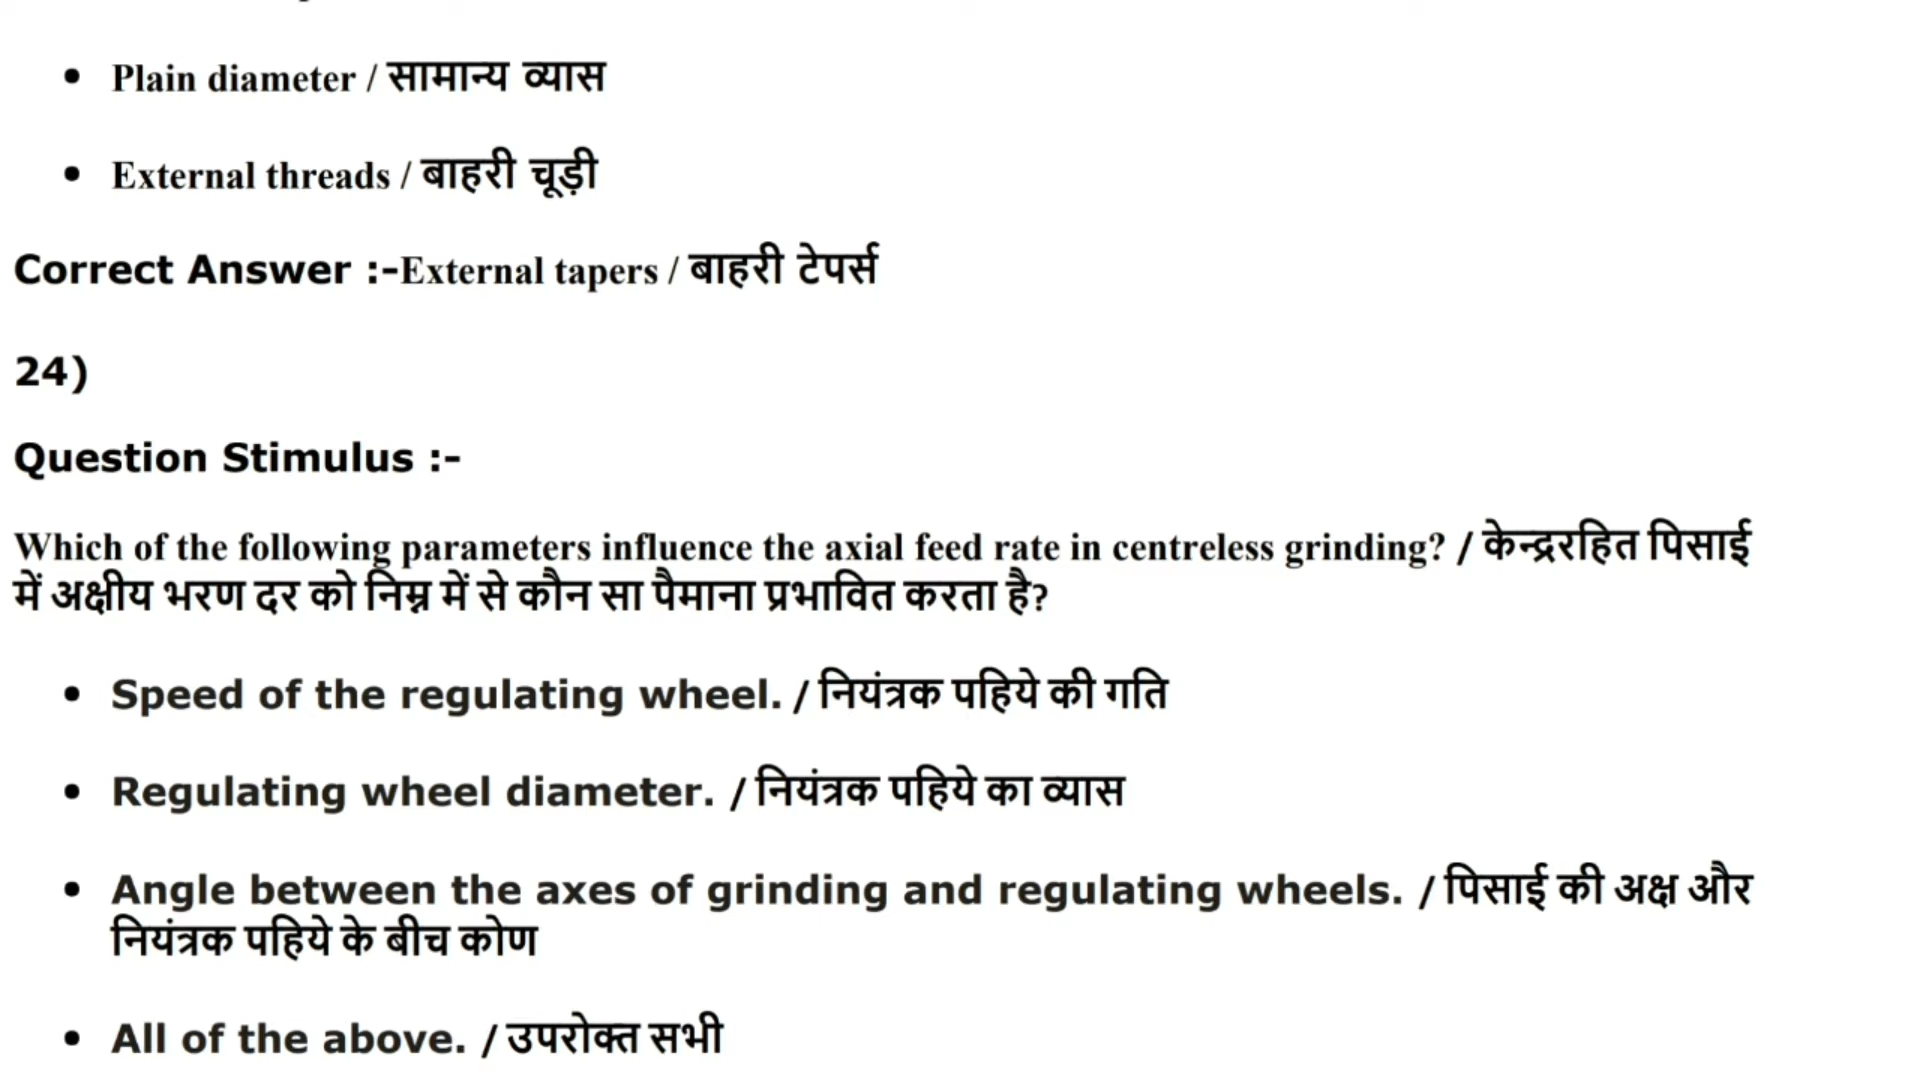 • Plain diameter / सामान्य व्यास
• External threads / बाहरी चूड़ी
Correct Answer :-External tapers / बाहरी टेपर्स
24)
Question Stimulus :-
Which of the following parameters influence the axial feed rate in centreless grinding? / केन्द्ररहित पिसाई
में अक्षीय भरण दर को निम्न में से कौन सा पैमाना प्रभावित करता है?
• Speed of the regulating wheel. / नियंत्रक पहिये की गति
• Regulating wheel diameter. / नियंत्रक पहिये का व्यास
• Angle between the axes of grinding and regulating wheels. / पिसाई की अक्ष और
नियंत्रक पहिये के बीच कोण
• All of the above. / उपरोक्त सभी